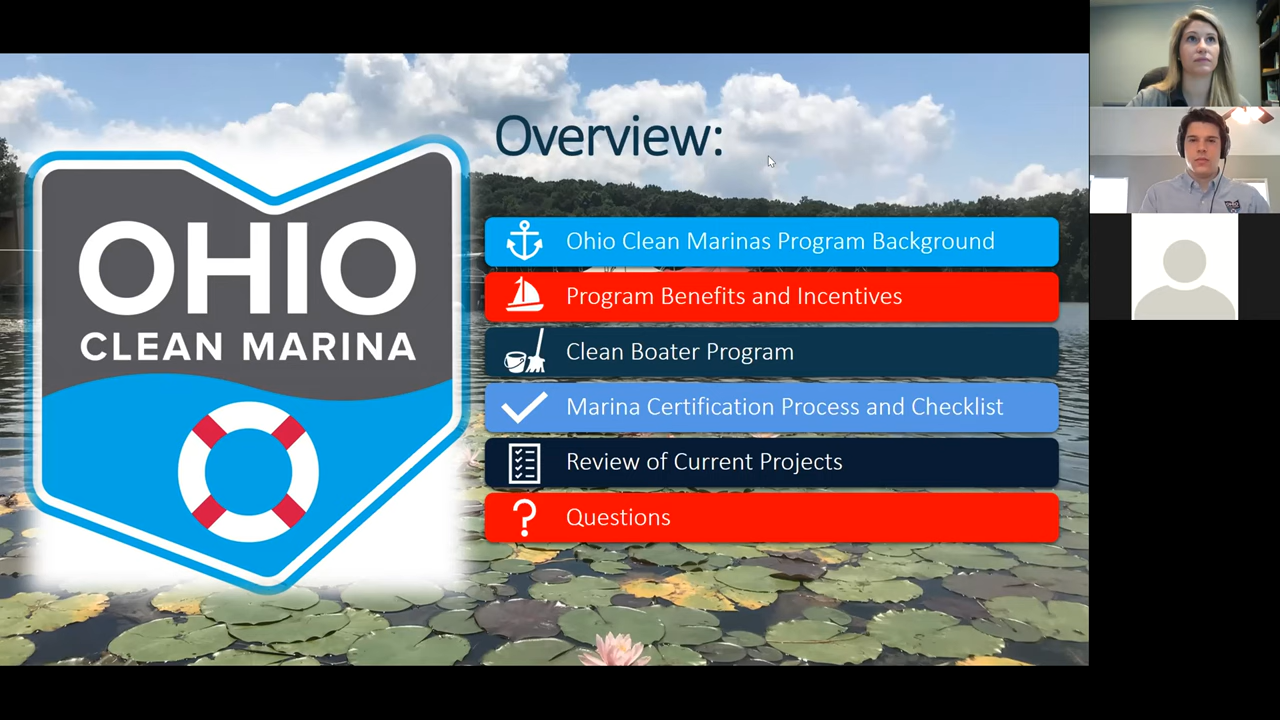 OHIO
CLEAN MARINA
Overview:
Ohio Clean Marinas Program Background
Program Benefits and Incentives
Clean Boater Program
Marina Certification Process and Checklist
Review of Current Projects
Questions